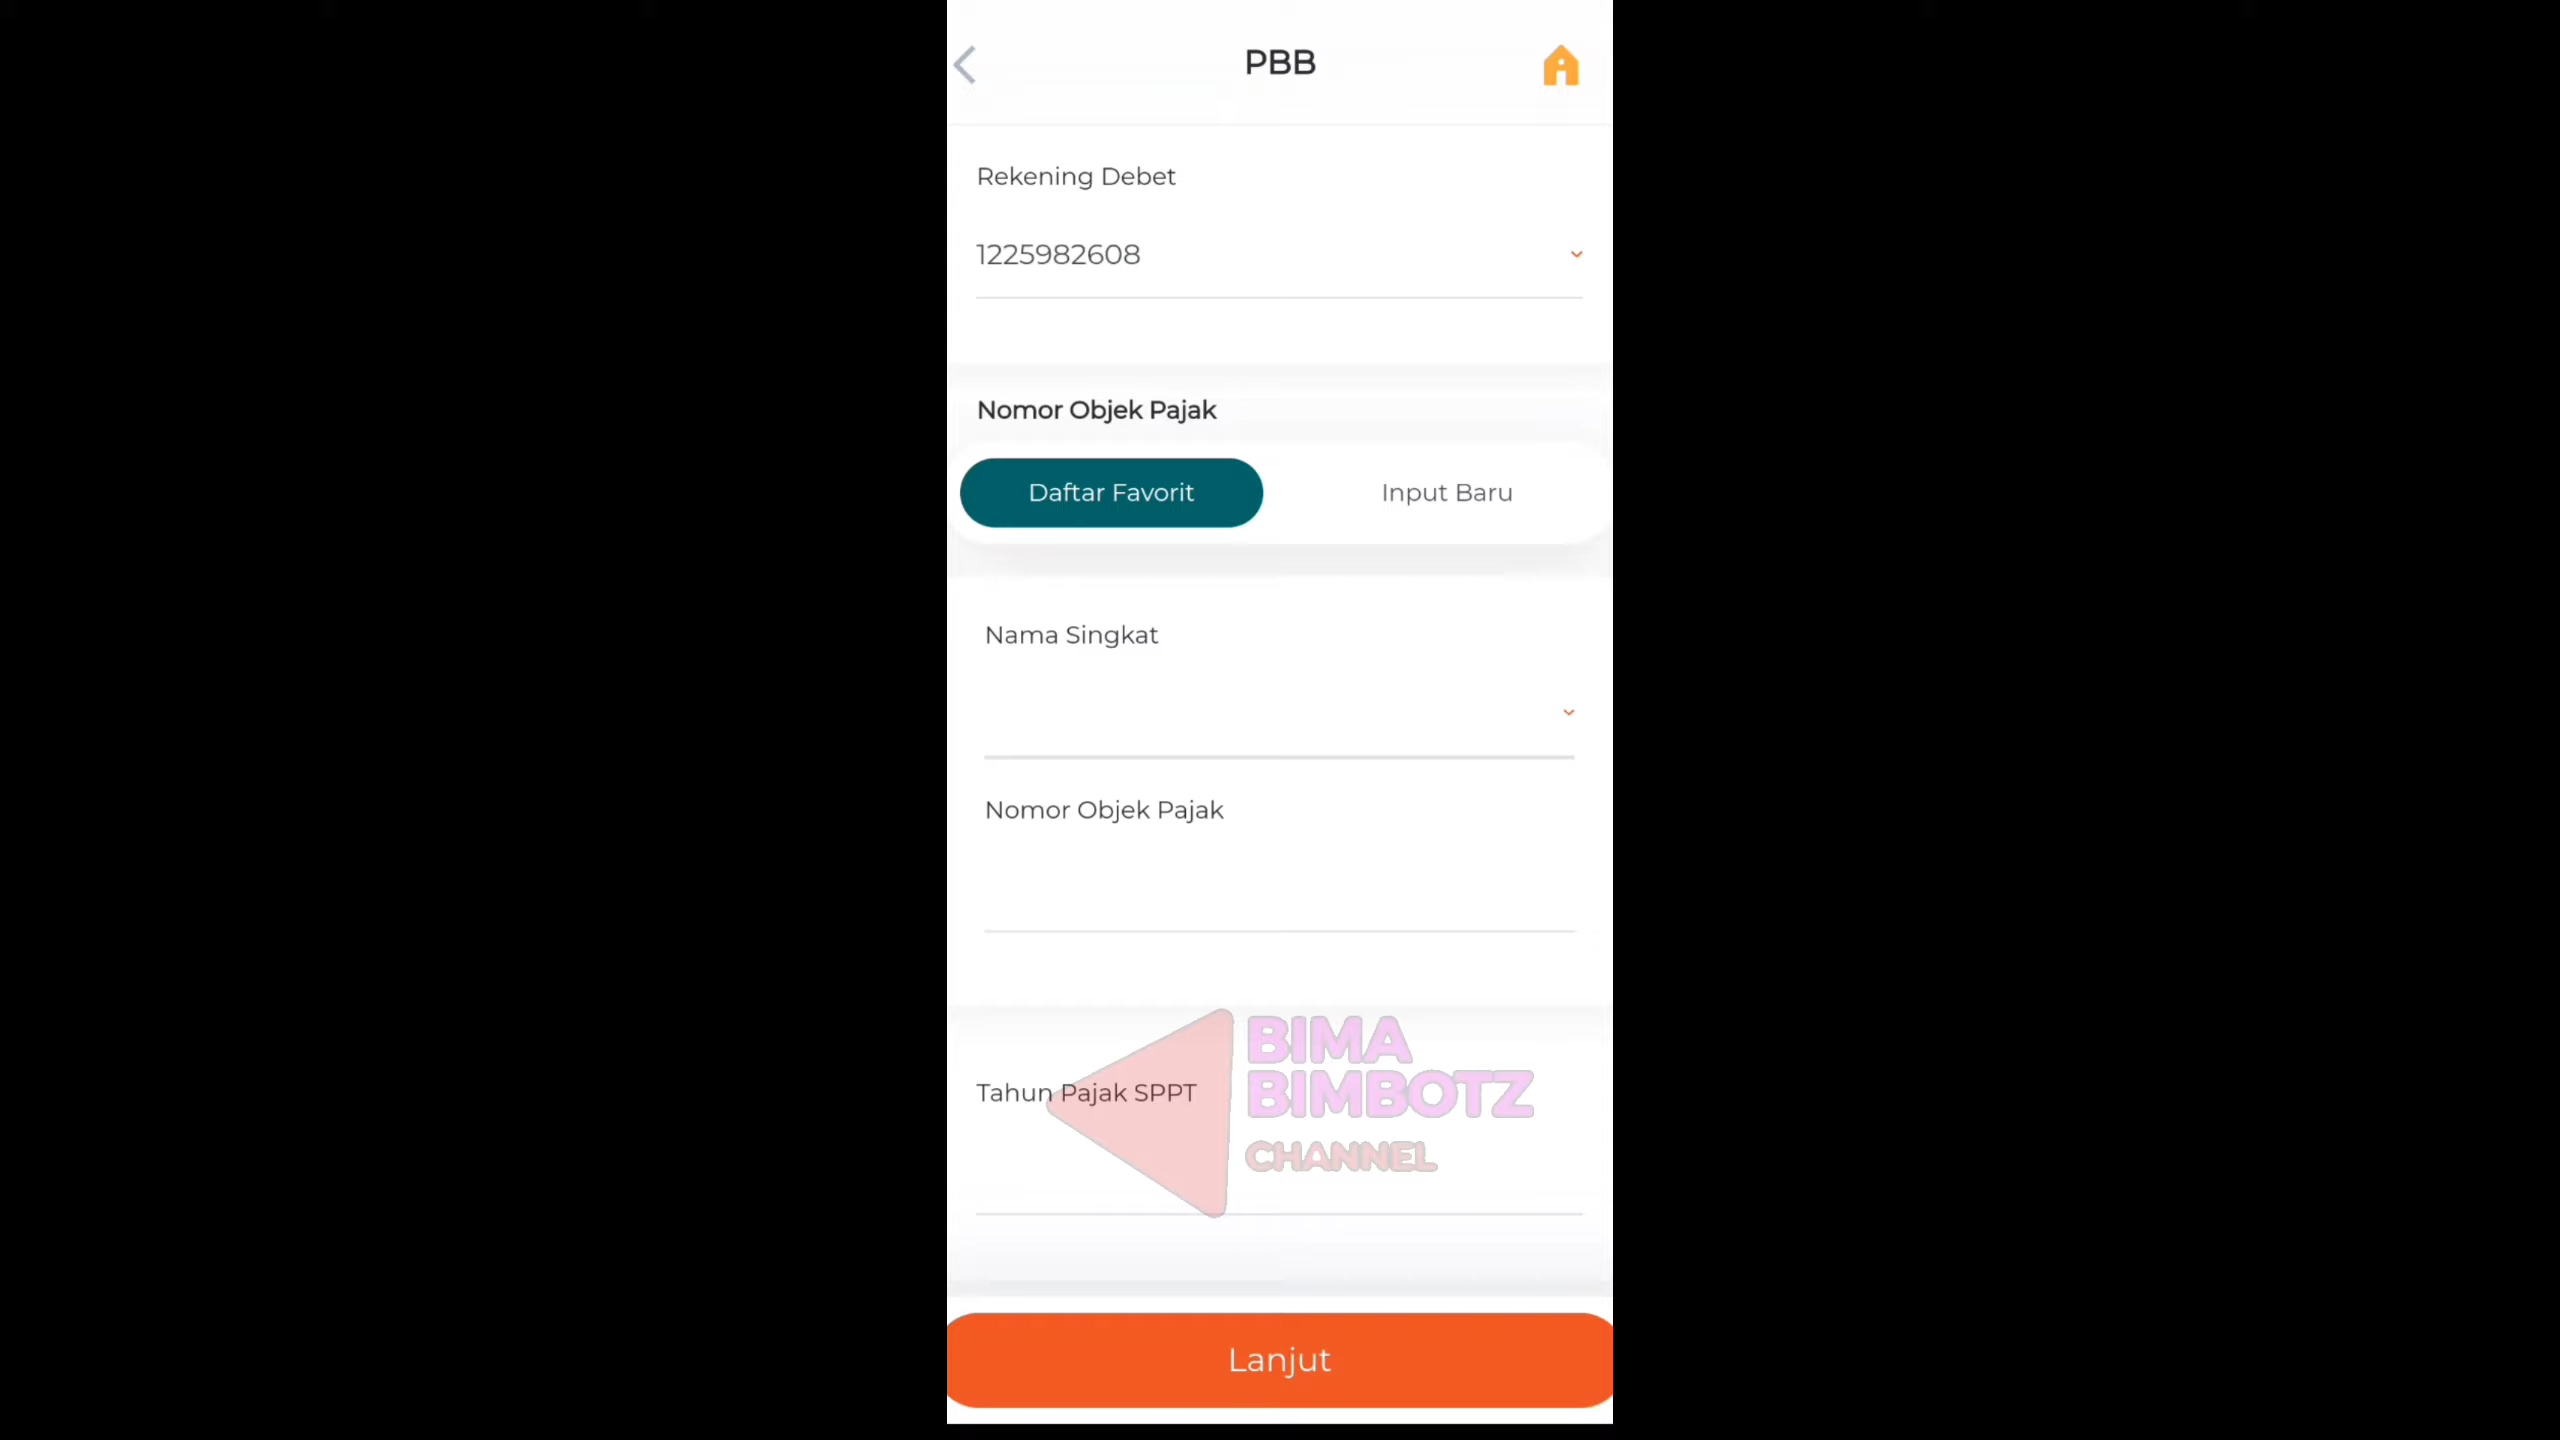 PBB
Rekening Debet
1225982608
Nomor Objek Pajak
Daftar Favorit
Input Baru
Nama Singkat
Nomor Objek Pajak
BIMA
BIMBOTZ
Tahun Pajak SPPT
CHANNEL
Lanjut